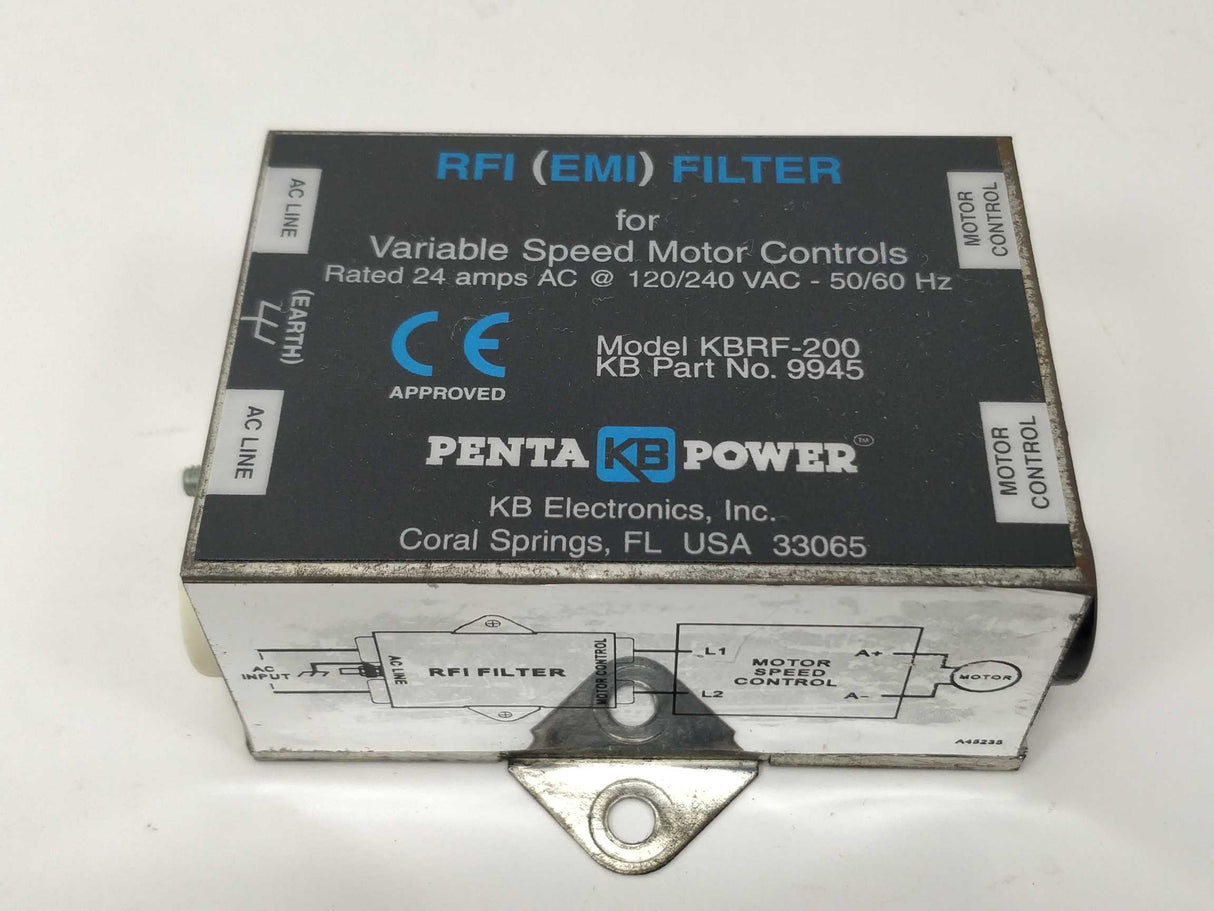 RFI (EMI) FILTER
for
Variable Speed Motor Controls
Rated 24 amps AC @ 120/240 VAC - 50/60 Hz
AC LINE
MOTOR
CONTROL
(EARTH)
CE
APPROVED
Model KBRF-200
KB Part No. 9945
AC LINE
MOTOR
CONTROL
PENTA KB POWER TM
KB Electronics, Inc.
Coral Springs, FL USA 33065
AC
INPUT
AC LINE
RFI FILTER
MOTOR CONTROL
L1
L2
MOTOR
SPEED
CONTROL
A+
A-
MOTOR
A45235